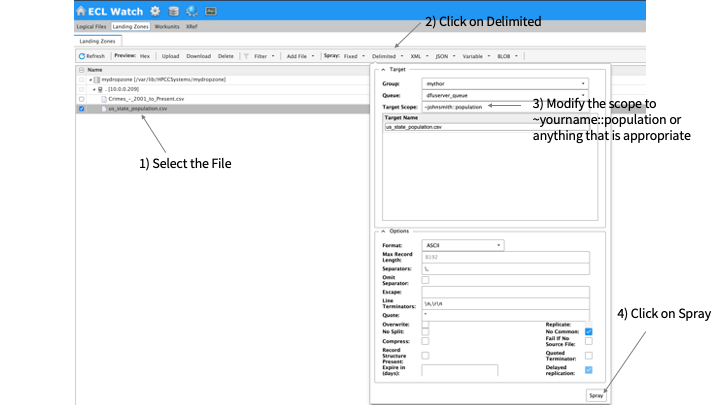 ECL Watch
2) Click on Delimited
Logical Files Landing Zones Workunits XRef
Landing Zones
Refresh Preview: Hex Upload Download Delete Filter Add File Spray: Fixed Delimited XML JSON Variable BLOB
Name
mydropzone [/var/lib/HPCCSystems/mydropzone]
. [10.0.0.209]
Crimes_-_2001_to_Present.csv
us_state_population.csv
1) Select the File
Target
Group: mythor
Queue: dfuserver_queue
Target Scope: ~johnsmith::population
Target Name
us_state_population.csv
3) Modify the scope to
~yourname::population or
anything that is appropriate
Options
Format: ASCII
Max Record
Length: 8192
Separators: \,
Omit
Separator:
Escape:
Line
Terminators: \n,\r\n
Quote: "
Overwrite: Replicate:
No Split: No Common:
Compress: Fail If No
Source File:
Record
Structure
Present: Quoted
Terminator:
Expire in
(days): Delayed
replication:
4) Click on Spray
Spray